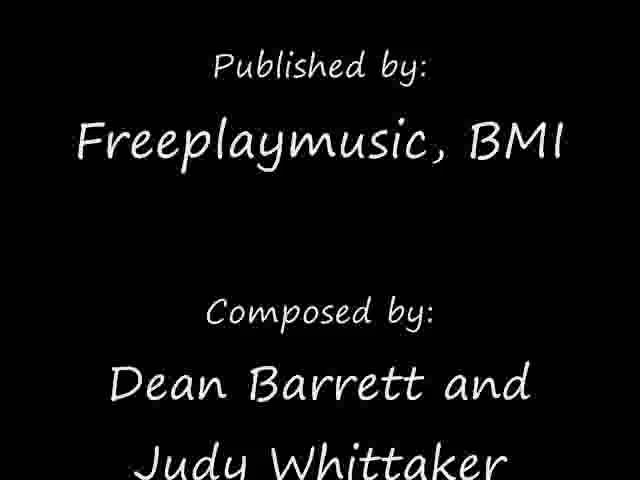 Published by:
Freeplaymusic, BMI
Composed by:
Dean Barrett and
Judy Whittaker